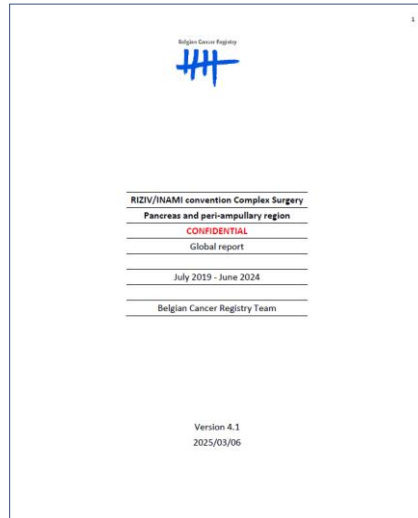 1
Belgian Cancer Registry
RIZIV/INAMI convention Complex Surgery
Pancreas and peri-ampullary region
CONFIDENTIAL
Global report
July 2019 - June 2024
Belgian Cancer Registry Team
Version 4.1
2025/03/06